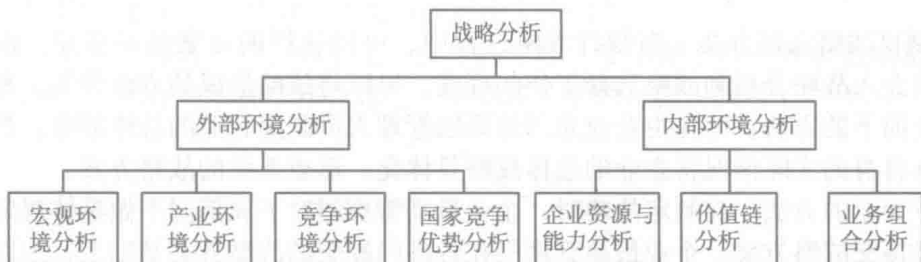 战略分析
外部环境分析
内部环境分析
宏观环
境分析
产业环
境分析
竞争环
境分析
国家竞争
优势分析
企业资源与
能力分析
价值链
分析
业务组
合分析